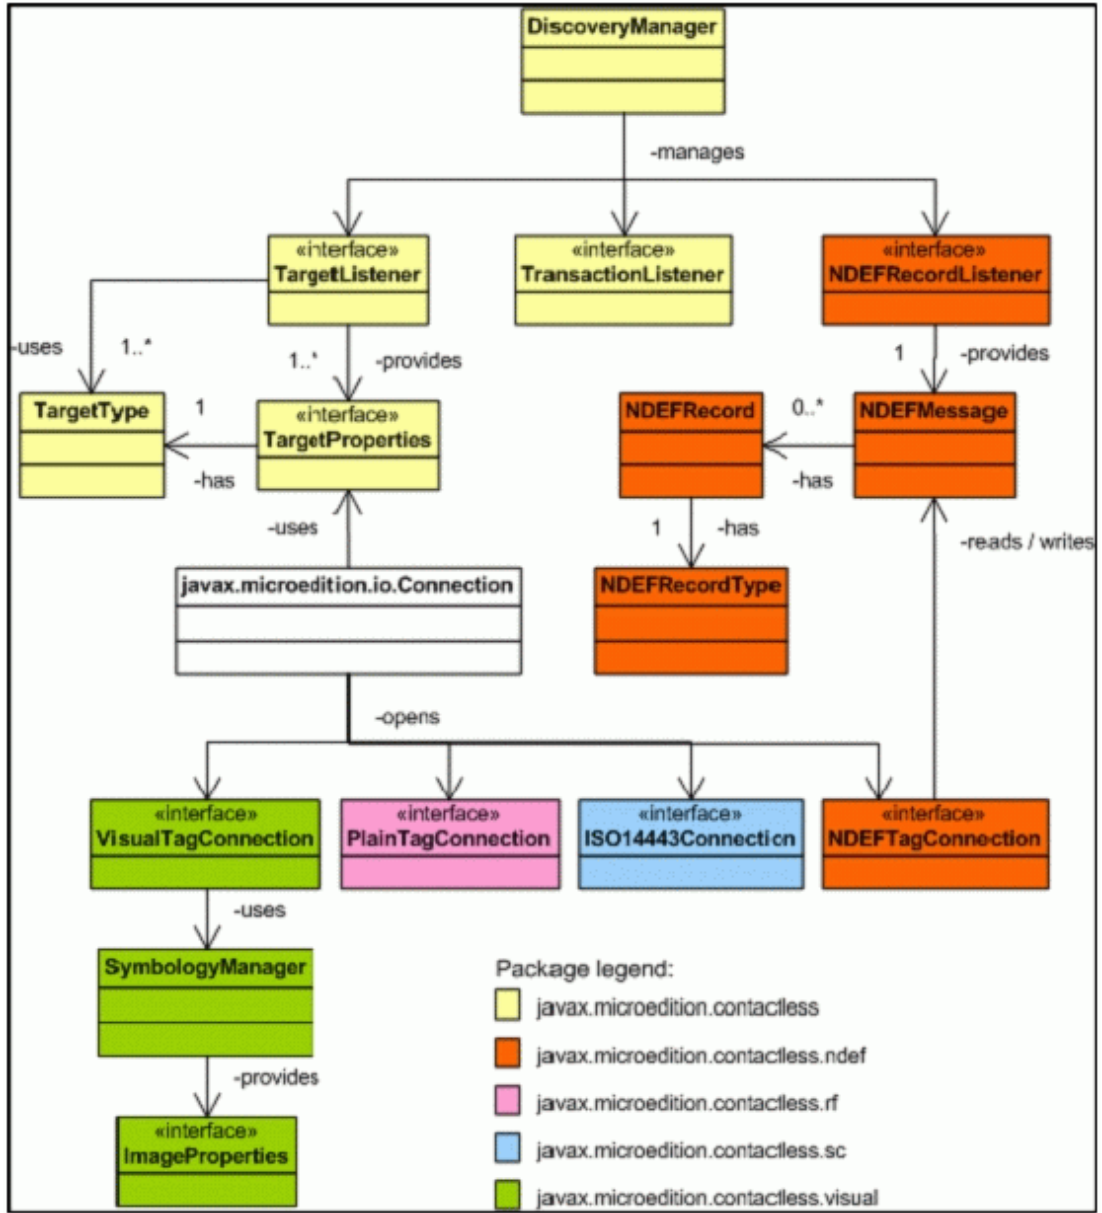 DiscoveryManager
-manages
«interface»
TargetListener
«interface»
TransactionListener
«interface»
NDEFRecordListener
-uses
1..*
1..*
-provides
1
-provides
TargetType
1
-has
«interface»
TargetProperties
NDEFRecord
0..*
-has
NDEFMessage
-uses
1
-has
-reads / writes
javax.microedition.io.Connection
NDEFRecordType
-opens
«interface»
VisualTagConnection
«interface»
PlainTagConnection
«interface»
ISO14443Connection
«interface»
NDEFTagConnection
-uses
SymbologyManager
-provides
«interface»
ImageProperties
Package legend:
javax.microedition.contactless
javax.microedition.contactless.ndef
javax.microedition.contactless.rf
javax.microedition.contactless.sc
javax.microedition.contactless.visual